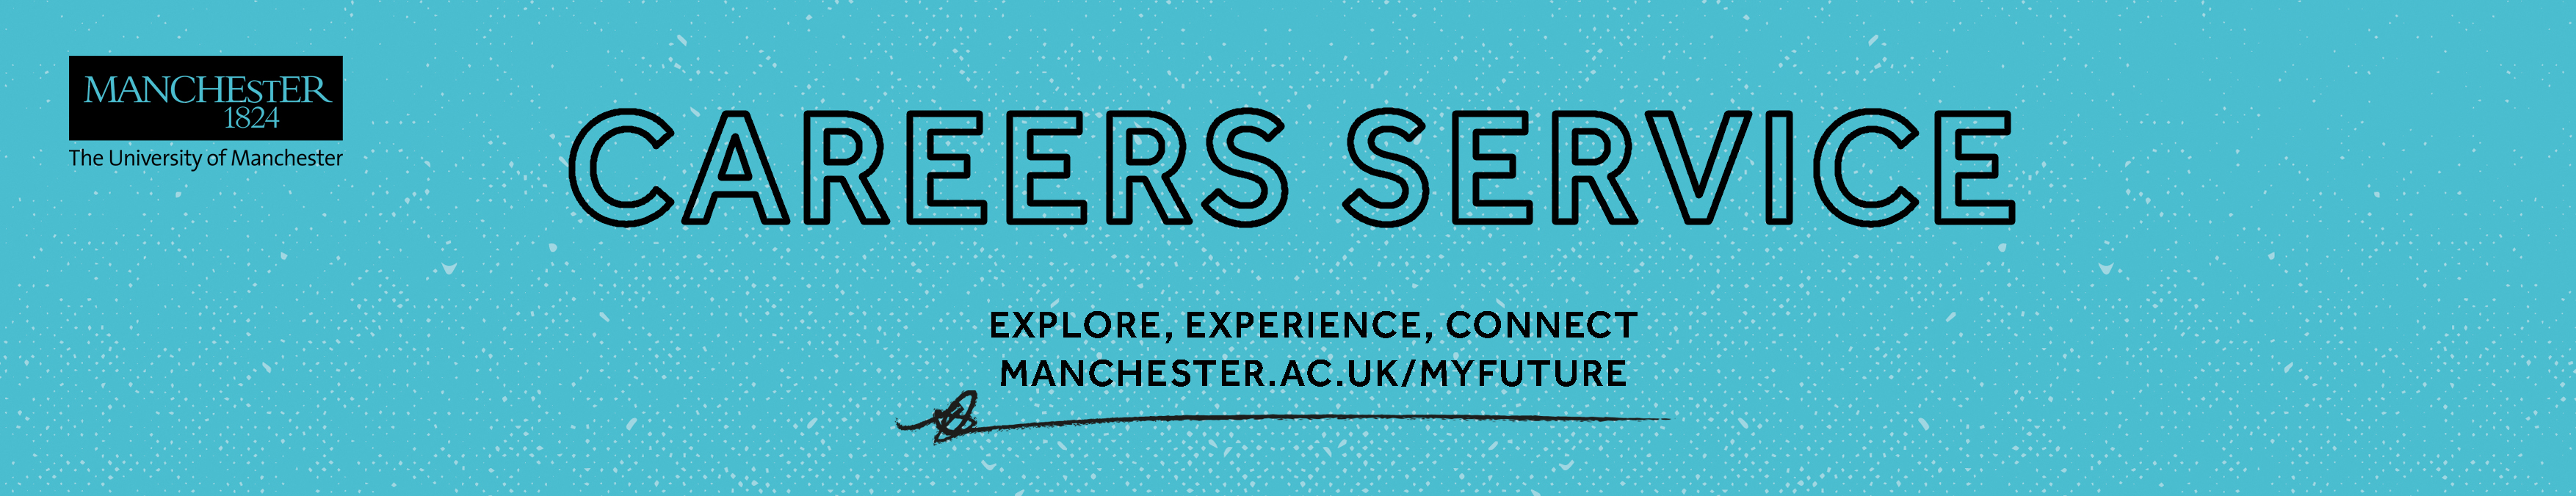 MANCHESTER
1824
The University of Manchester
CAREERS SERVICE
EXPLORE, EXPERIENCE, CONNECT
MANCHESTER.AC.UK/MYFUTURE